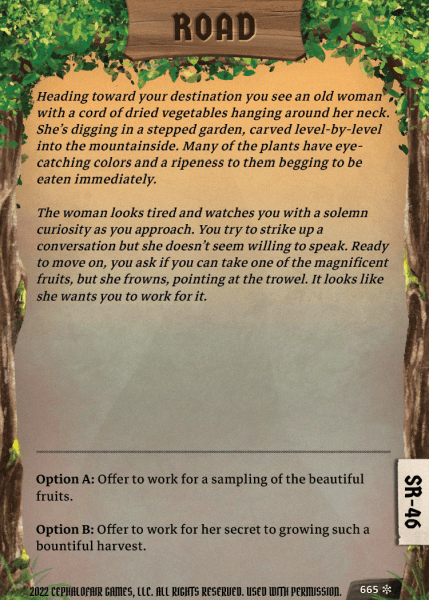 ROAD
Heading toward your destination you see an old woman
with a cord of dried vegetables hanging around her neck.
She's digging in a stepped garden, carved level-by-level
into the mountainside. Many of the plants have eye-
catching colors and a ripeness to them begging to be
eaten immediately.
The woman looks tired and watches you with a solemn
curiosity as you approach. You try to strike up a
conversation but she doesn't seem willing to speak. Ready
to move on, you ask if you can take one of the magnificent
fruits, but she frowns, pointing at the trowel. It looks like
she wants you to work for it.
Option A: Offer to work for a sampling of the beautiful
fruits.
Option B: Offer to work for her secret to growing such a
bountiful harvest.
SR-46
2022 CEPHALOFAIR GAMES, LLC. ALL RIGHTS RESERVED. USED WITH PERMISSION.
665